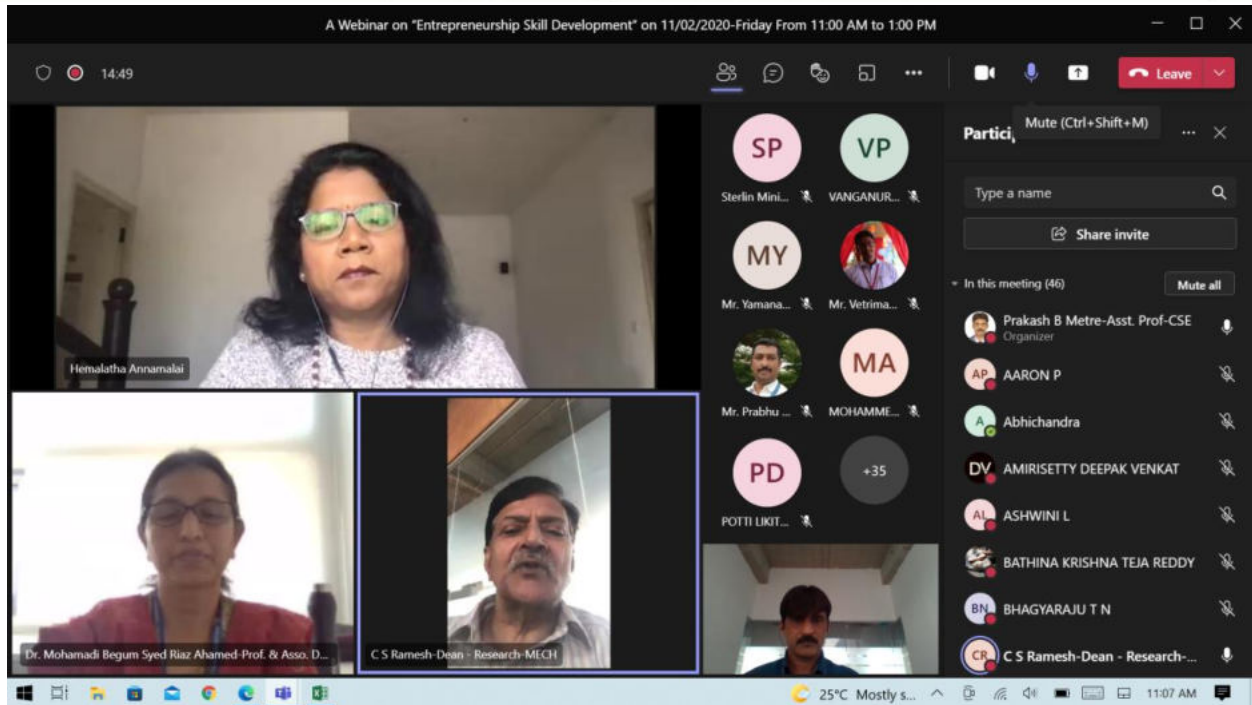 A Webinar on "Entrepreneurship Skill Development" on 11/02/2020-Friday From 11:00 AM to 1:00 PM
14:49
Leave
Mute (Ctrl+Shift+M)
Hemalatha Annamalai
Dr. Mohamadi Begum Syed Riaz Ahamed-Prof. & Asso. D...
C S Ramesh-Dean - Research-MECH
SP
VP
Sterlin Mini...
VANGANUR...
MY
Mr. Yamana...
Mr. Vetrima...
MA
Mr. Prabhu ...
MOHAMME...
PD
+35
POTTI LIKIT...
Partici
Type a name
Share invite
In this meeting (46)
Mute all
Prakash B Metre-Asst. Prof-CSE
Organizer
AP
AARON P
A
Abhichandra
DV
AMIRISETTY DEEPAK VENKAT
AL
ASHWINI L
BATHINA KRISHNA TEJA REDDY
BN
BHAGYARAJU T N
CR
C S Ramesh-Dean - Research-...
25°C Mostly s...
11:07 AM